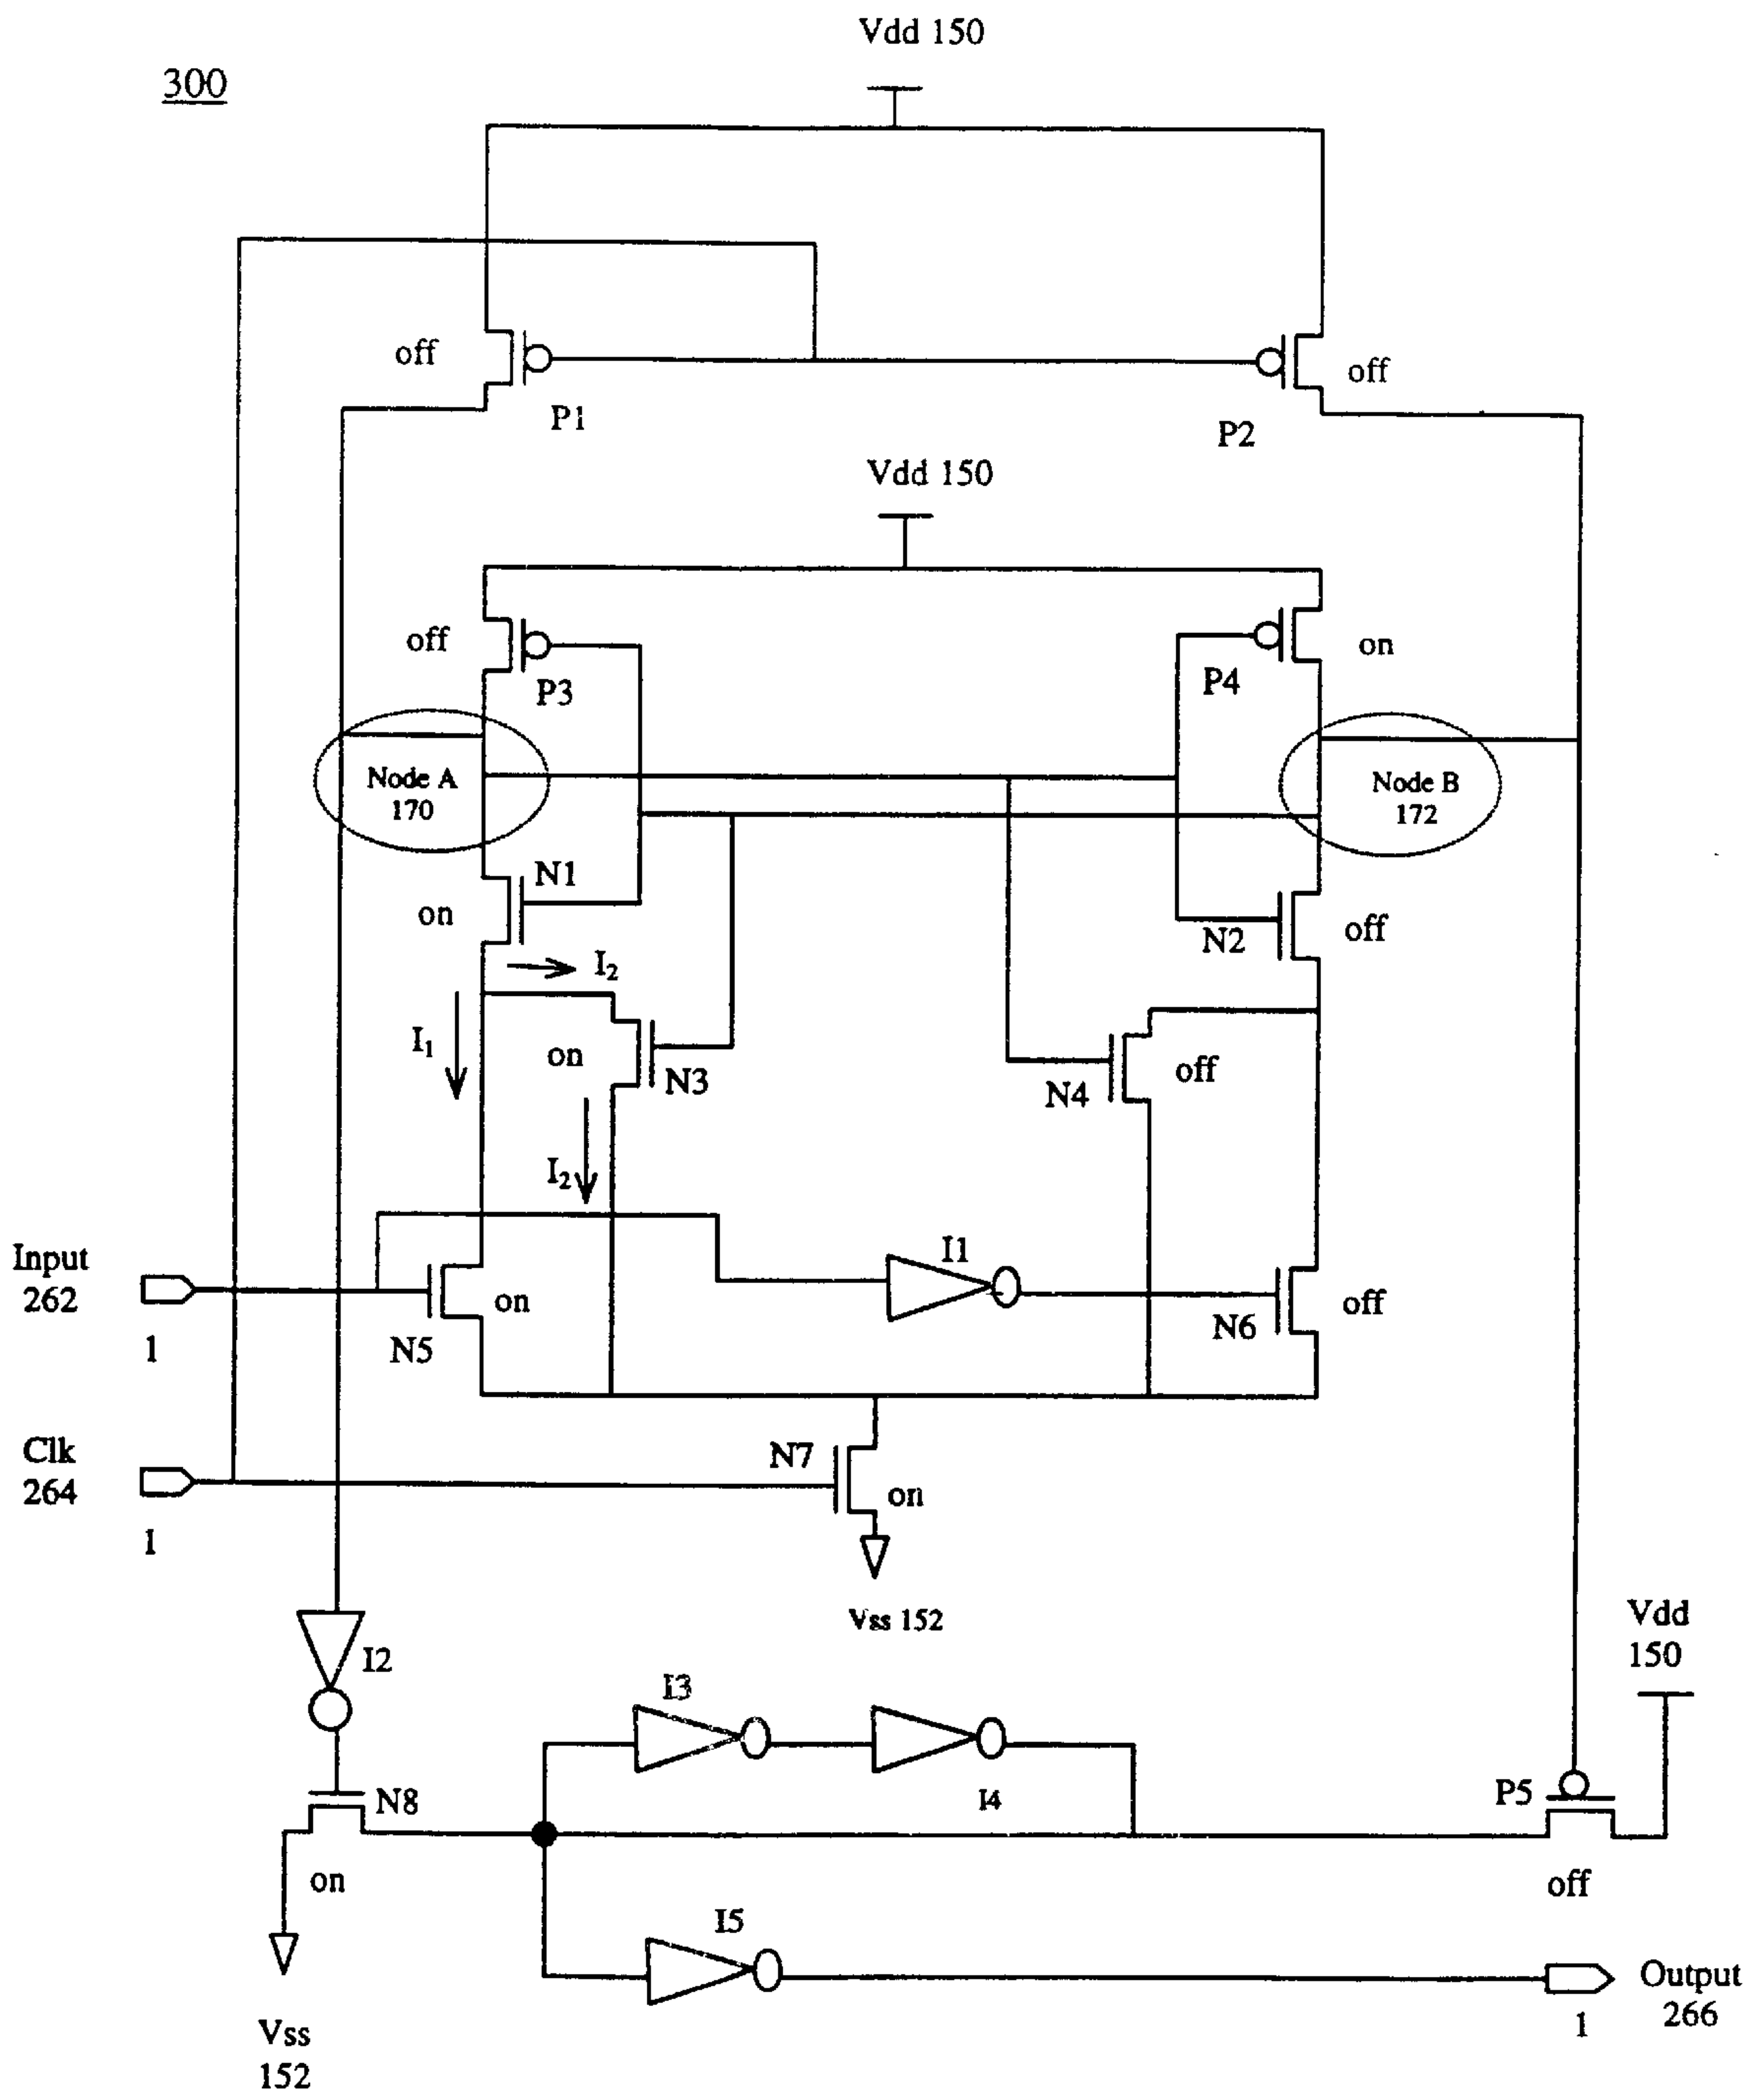 Vdd 150
300
off
P1
off
P2
Vdd 150
off
P3
on
P4
Node A
170
Node B
172
N1
on
N2
off
I₂
I₁
on
N3
N4
off
I₂
Input
262
1
on
N5
I1
N6
off
Clk
264
1
N7
on
Vss 152
I2
Vdd
150
I3
N8
I4
P5
on
off
I5
Output
266
1
Vss
152